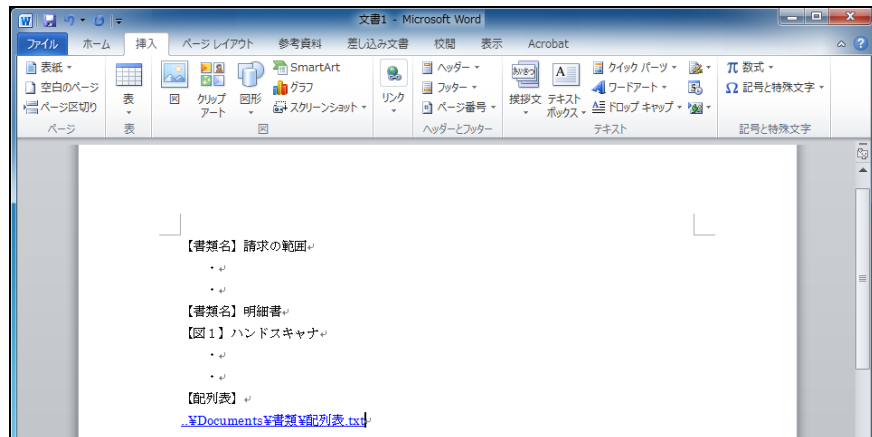 文書1 - Microsoft Word
ファイル ホーム 挿入 ページ レイアウト 参考資料 差し込み文書 校閲 表示 Acrobat
表紙
空白のページ
ページ区切り
ページ
表
表
図
クリップ
アート
図形
SmartArt
グラフ
スクリーンショット
図
リンク
ヘッダー
フッター
ページ番号
ヘッダーとフッター
挨拶文
テキスト
ボックス
クイック パーツ
ワードアート
ドロップ キャップ
テキスト
π 数式
Ω 記号と特殊文字
記号と特殊文字
【書類名】請求の範囲
・
・
【書類名】明細書
【図1】ハンドスキャナ
・
・
【配列表】
..¥Documents¥書類¥配列表.txt